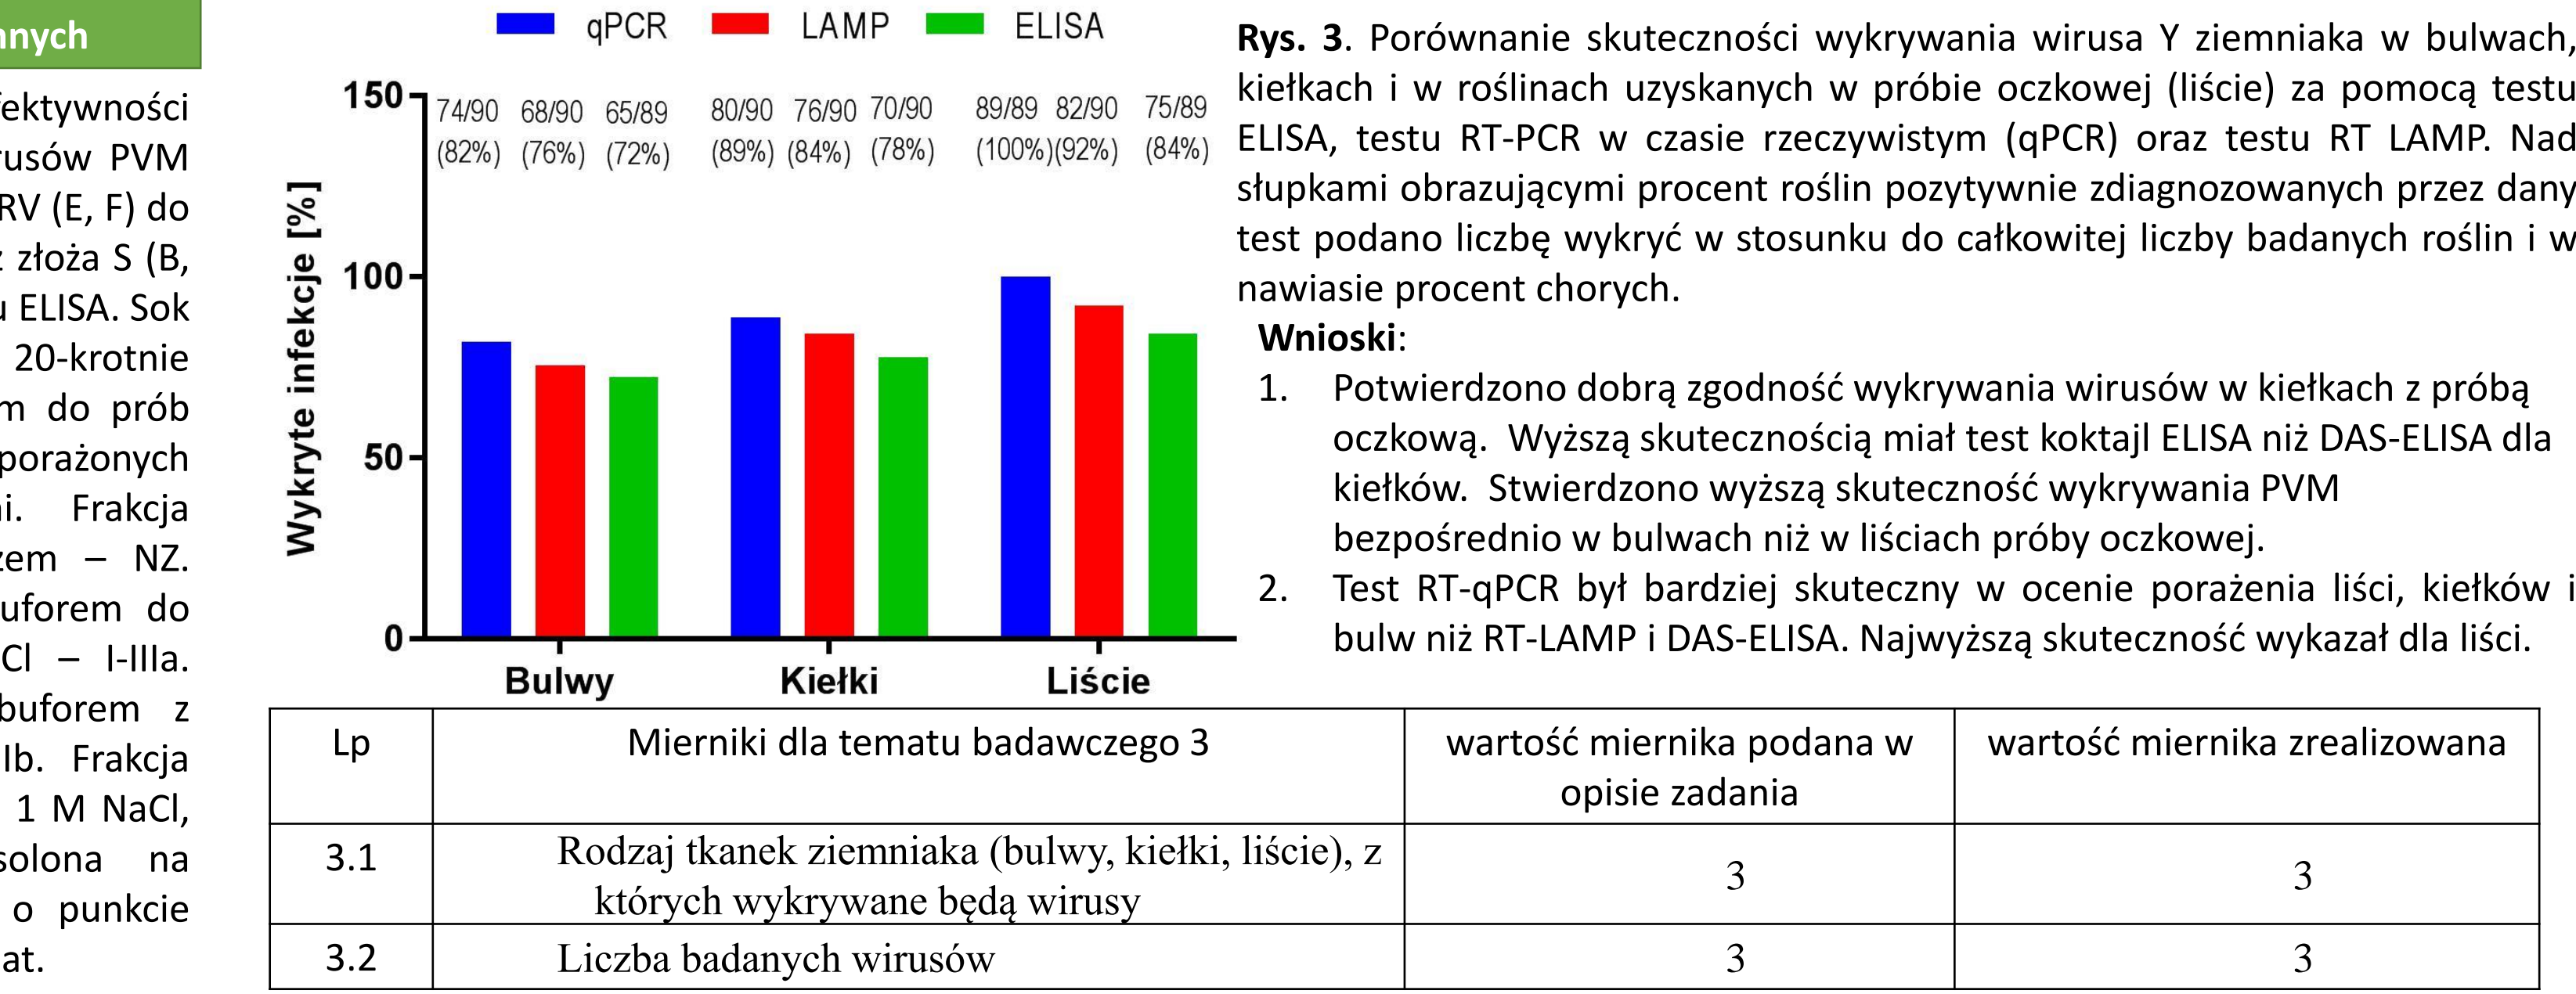 nnych
fektywności
rusów PVM
RV (E, F) do
z złoża S (B,
u ELISA. Sok
20-krotnie
m do prób
porażonych
ni. Frakcja
zem – NZ.
uforem do
Cl – I-IIIa.
buforem z
Ib. Frakcja
1 M NaCl,
solona na
o punkcie
at.
qPCR LAMP ELISA
150
74/90 68/90 65/89 80/90 76/90 70/90 89/89 82/90 75/89
(82%) (76%) (72%) (89%) (84%) (78%) (100%) (92%) (84%)
Wykryte infekcje [%]
100
50
0
Bulwy Kiełki Liście
Rys. 3. Porównanie skuteczności wykrywania wirusa Y ziemniaka w bulwach,
kiełkach i w roślinach uzyskanych w próbie oczkowej (liście) za pomocą testu
ELISA, testu RT-PCR w czasie rzeczywistym (qPCR) oraz testu RT LAMP. Nad
słupkami obrazującymi procent roślin pozytywnie zdiagnozowanych przez dany
test podano liczbę wykryć w stosunku do całkowitej liczby badanych roślin i w
nawiasie procent chorych.
Wnioski:
1. Potwierdzono dobrą zgodność wykrywania wirusów w kiełkach z próbą
oczkową. Wyższą skutecznością miał test koktajl ELISA niż DAS-ELISA dla
kiełków. Stwierdzono wyższą skuteczność wykrywania PVM
bezpośrednio w bulwach niż w liściach próby oczkowej.
2. Test RT-qPCR był bardziej skuteczny w ocenie porażenia liści, kiełków i
bulw niż RT-LAMP i DAS-ELISA. Najwyższą skuteczność wykazał dla liści.
Lp Mierniki dla tematu badawczego 3 wartość miernika podana w wartość miernika zrealizowana
opisie zadania
3.1 Rodzaj tkanek ziemniaka (bulwy, kiełki, liście), z 3 3
których wykrywane będą wirusy
3.2 Liczba badanych wirusów 3 3